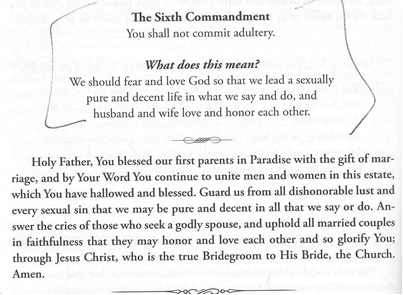 The Sixth Commandment
You shall not commit adultery.
What does this mean?
We should fear and love God so that we lead a sexually
pure and decent life in what we say and do, and
husband and wife love and honor each other.
Holy Father, You blessed our first parents in Paradise with the gift of mar-
riage, and by Your Word You continue to unite men and women in this estate,
which You have hallowed and blessed. Guard us from all dishonorable lust and
every sexual sin that we may be pure and decent in all that we say or do. An-
swer the cries of those who seek a godly spouse, and uphold all married couples
in faithfulness that they may honor and love each other and so glorify You;
through Jesus Christ, who is the true Bridegroom to His Bride, the Church.
Amen.